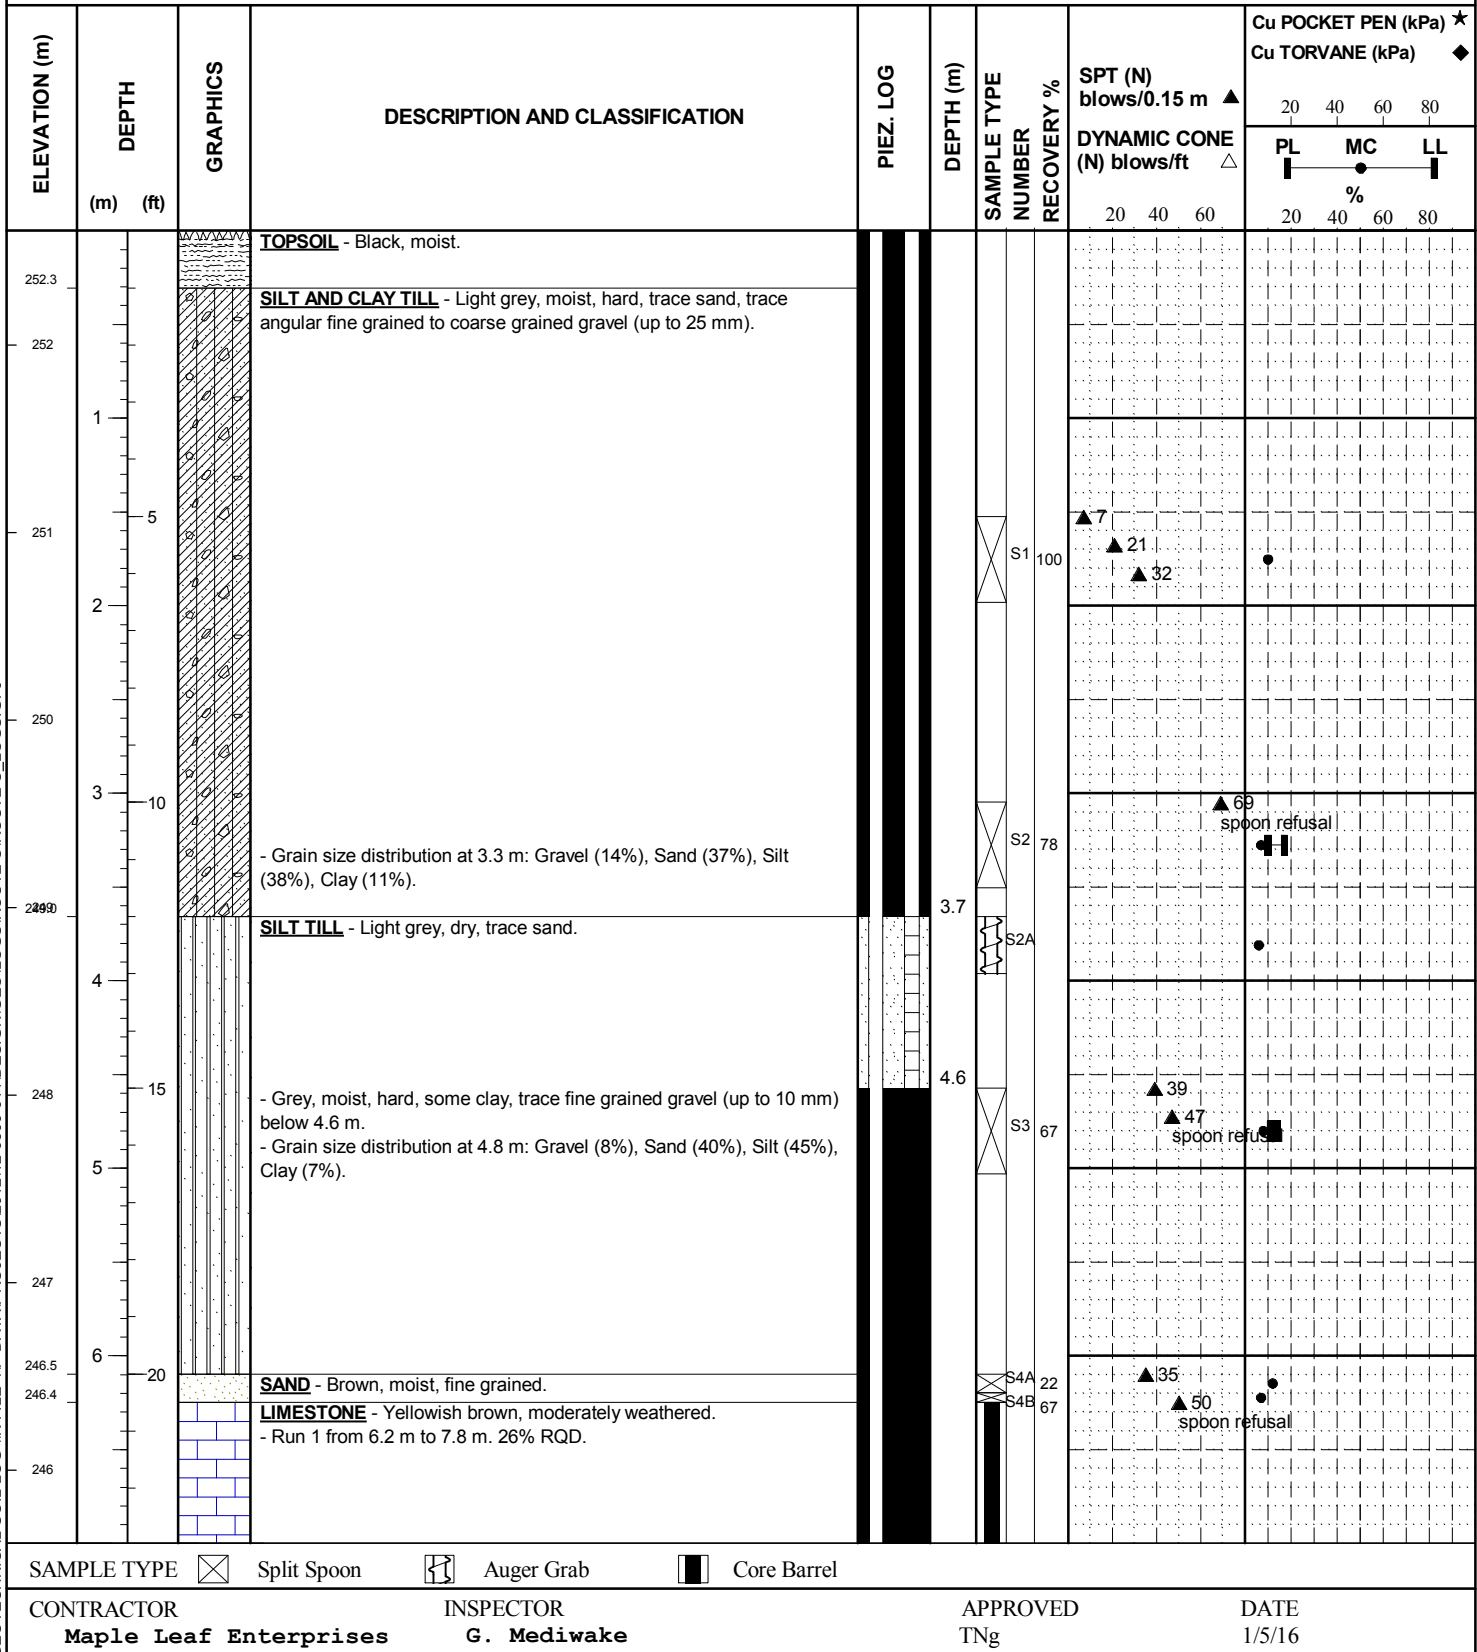 ELEVATION (m)
DEPTH
(m) (ft)
GRAPHICS
DESCRIPTION AND CLASSIFICATION
PIEZ. LOG
DEPTH (m)
SAMPLE TYPE
NUMBER
RECOVERY %
SPT (N)
blows/0.15 m ▲
DYNAMIC CONE
(N) blows/ft △
20 40 60
Cu POCKET PEN (kPa) ★
Cu TORVANE (kPa) ◆
20 40 60 80
PL MC LL
%
20 40 60 80
TOPSOIL - Black, moist.
252.3
SILT AND CLAY TILL - Light grey, moist, hard, trace sand, trace
angular fine grained to coarse grained gravel (up to 25 mm).
252
1
5
7
251
S1 100
21
32
2
250
3
10
69
spoon refusal
S2 78
- Grain size distribution at 3.3 m: Gravel (14%), Sand (37%), Silt
(38%), Clay (11%).
249.0
3.7
SILT TILL - Light grey, dry, trace sand.
S2A
4
4.6
15
248
39
- Grey, moist, hard, some clay, trace fine grained gravel (up to 10 mm)
below 4.6 m.
47
S3 67
spoon refusal
- Grain size distribution at 4.8 m: Gravel (8%), Sand (40%), Silt (45%),
Clay (7%).
5
247
6
246.5
20
35
S4A 22
SAND - Brown, moist, fine grained.
246.4
S4B 67
50
spoon refusal
LIMESTONE - Yellowish brown, moderately weathered.
- Run 1 from 6.2 m to 7.8 m. 26% RQD.
246
SAMPLE TYPE Split Spoon Auger Grab Core Barrel
CONTRACTOR INSPECTOR APPROVED DATE
Maple Leaf Enterprises G. Mediwake TNg 1/5/16